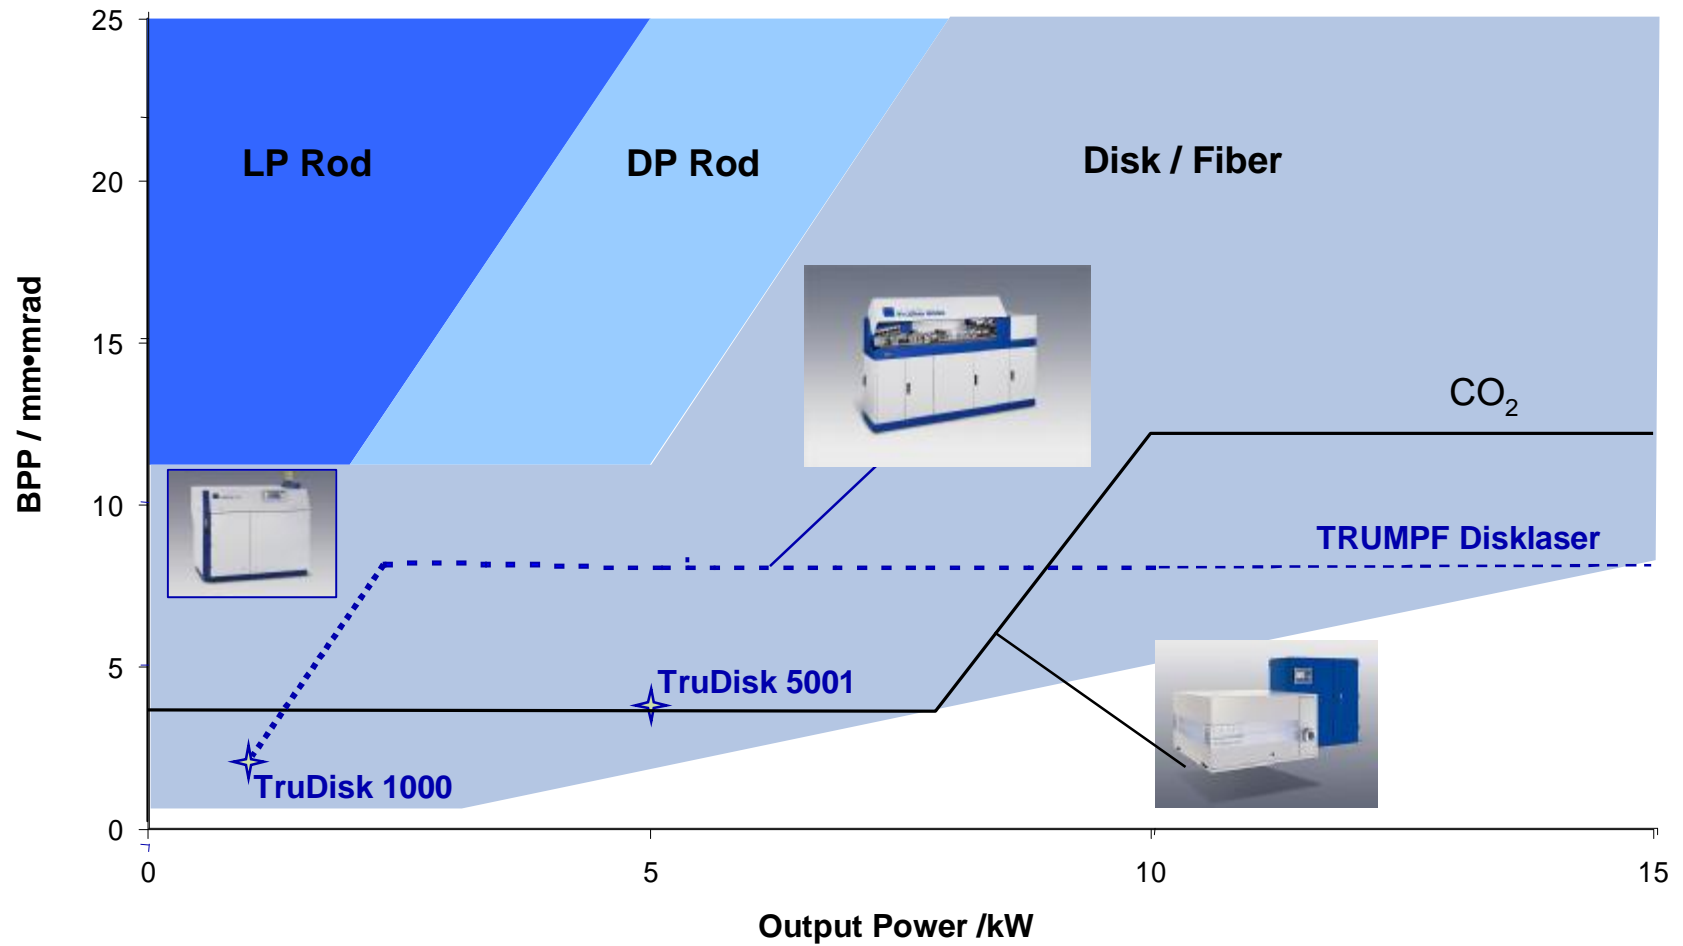 25
20
15
10
5
0
BPP / mm•mrad
LP Rod
DP Rod
Disk / Fiber
CO2
TRUMPF Disklaser
TruDisk 5001
TruDisk 1000
0
5
10
15
Output Power /kW